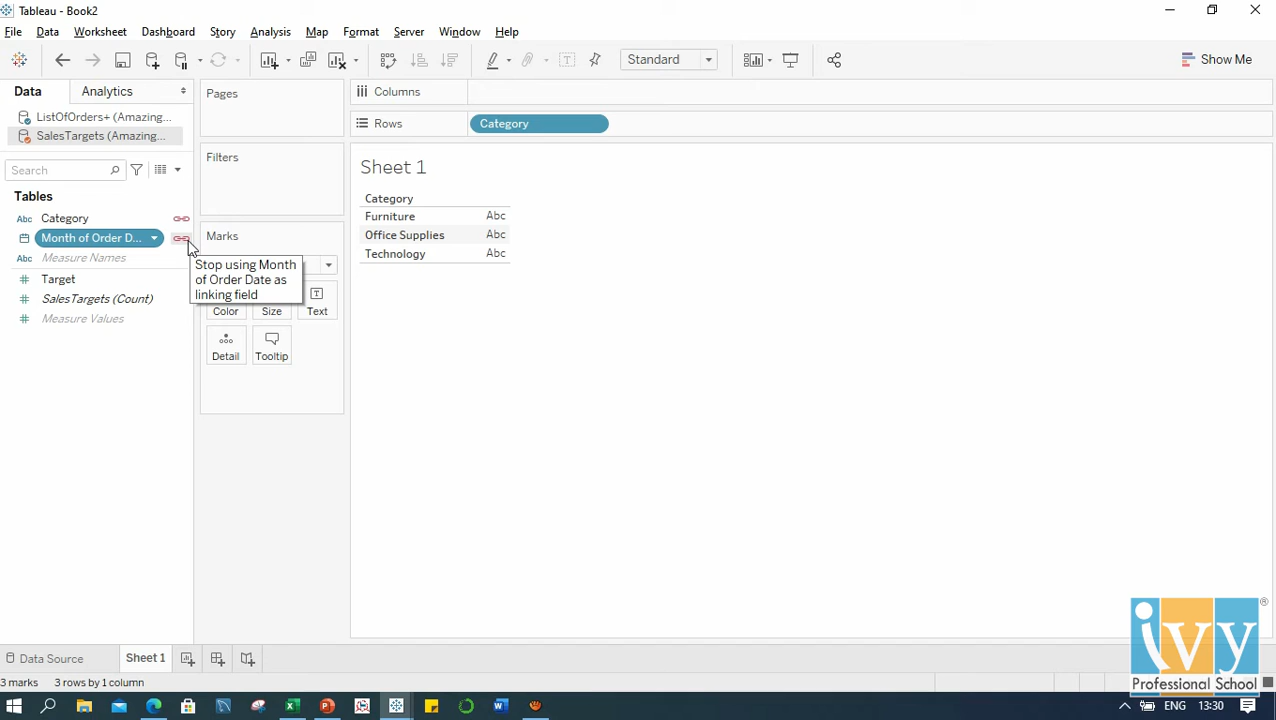 Tableau - Book2
File Data Worksheet Dashboard Story Analysis Map Format Server Window Help
Standard
Show Me
Data Analytics
Pages
Columns
ListOfOrders+ (Amazing...
SalesTargets (Amazing...
Rows
Category
Filters
Sheet 1
Search
Tables
Abc Category
Month of Order D...
Abc Measure Names
Target
SalesTargets (Count)
Measure Values
Marks
Stop using Month
of Order Date as
linking field
Color Size Text
Detail Tooltip
Category
Furniture Abc
Office Supplies Abc
Technology Abc
Data Source Sheet 1
3 marks 3 rows by 1 column
ivy
Professional School
®
ENG 13:30